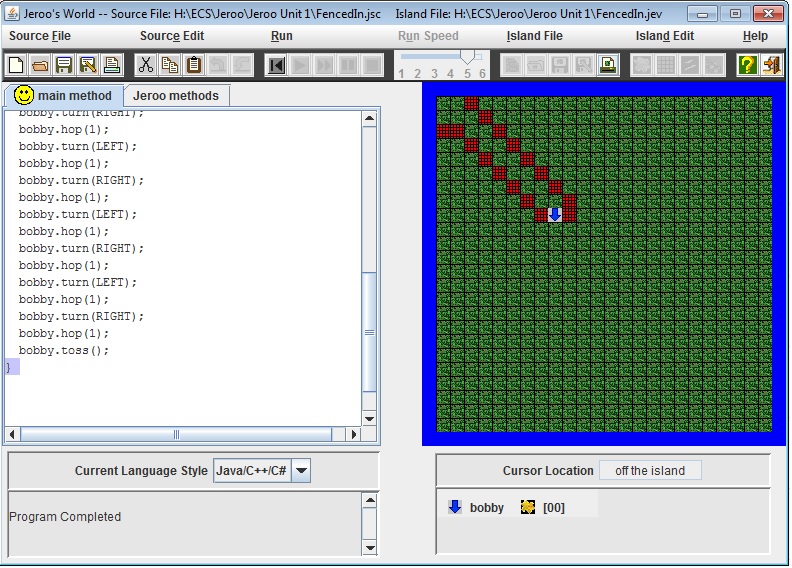 Jeroo's World -- Source File: H:\ECS\Jeroo\Jeroo Unit 1\FencedIn.jsc    Island File: H:\ECS\Jeroo\Jeroo Unit 1\FencedIn.jev
Source File    Source Edit    Run    Run Speed    Island File    Island Edit    Help
1 2 3 4 5 6
main method    Jeroo methods
bobby.turn(RIGHT);
bobby.hop(1);
bobby.turn(LEFT);
bobby.hop(1);
bobby.turn(RIGHT);
bobby.hop(1);
bobby.turn(LEFT);
bobby.hop(1);
bobby.turn(RIGHT);
bobby.hop(1);
bobby.turn(LEFT);
bobby.hop(1);
bobby.turn(RIGHT);
bobby.hop(1);
bobby.toss();
}
Current Language Style    Java/C++/C#
Cursor Location    off the island
Program Completed
bobby    [00]